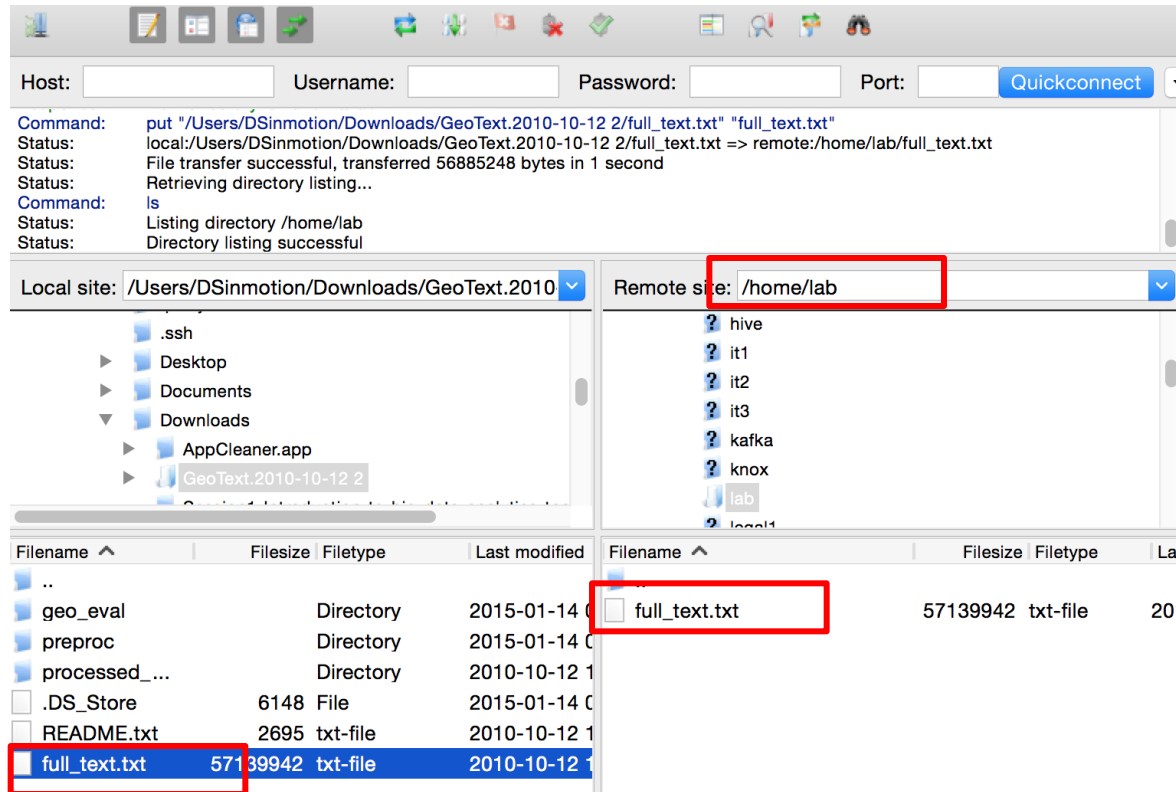 Host: Username: Password: Port: Quickconnect
Command: put "/Users/DSinmotion/Downloads/GeoText.2010-10-12 2/full_text.txt" "full_text.txt"
Status: local:/Users/DSinmotion/Downloads/GeoText.2010-10-12 2/full_text.txt => remote:/home/lab/full_text.txt
Status: File transfer successful, transferred 56885248 bytes in 1 second
Status: Retrieving directory listing...
Command: ls
Status: Listing directory /home/lab
Status: Directory listing successful
Local site: /Users/DSinmotion/Downloads/GeoText.2010-
.ssh
Desktop
Documents
Downloads
AppCleaner.app
GeoText.2010-10-12 2
Remote site: /home/lab
hive
it1
it2
it3
kafka
knox
lab
legal1
Filename Filesize Filetype Last modified
..
geo_eval Directory 2015-01-14
preproc Directory 2015-01-14
processed_... Directory 2010-10-12 1
.DS_Store 6148 File 2015-01-14
README.txt 2695 txt-file 2010-10-12 1
full_text.txt 57139942 txt-file 2010-10-12 1
Filename Filesize Filetype La
..
full_text.txt 57139942 txt-file 20